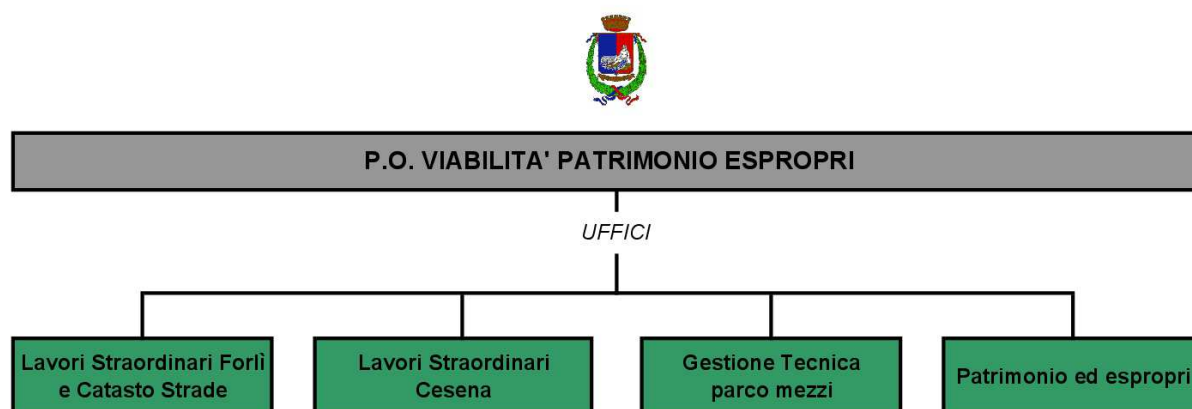 P.O. VIABILITA' PATRIMONIO ESPROPRI
UFFICI
Lavori Straordinari Forlì
e Catasto Strade
Lavori Straordinari
Cesena
Gestione Tecnica
parco mezzi
Patrimonio ed espropri